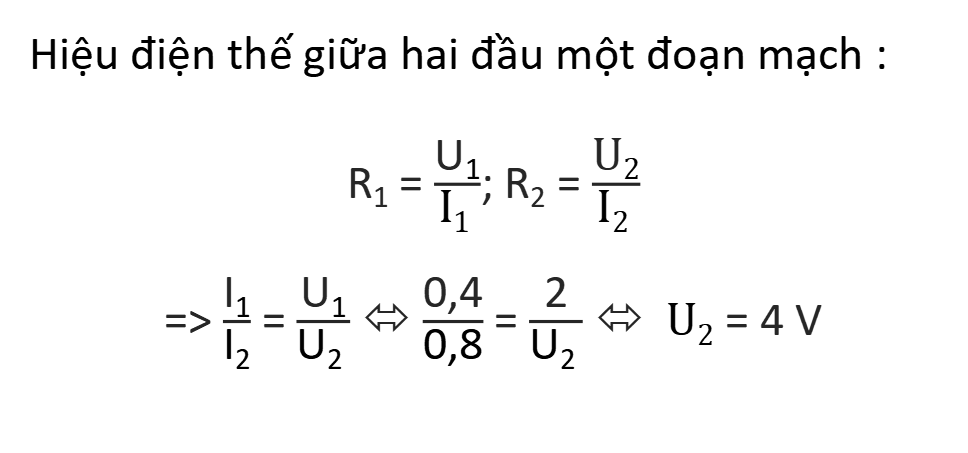 Hiệu điện thế giữa hai đầu một đoạn mạch :
R₁ = U₁/I₁; R₂ = U₂/I₂
=> I₁/I₂ = U₁/U₂ ⬄ 0,4/0,8 = 2/U₂ ⬄ U₂ = 4 V